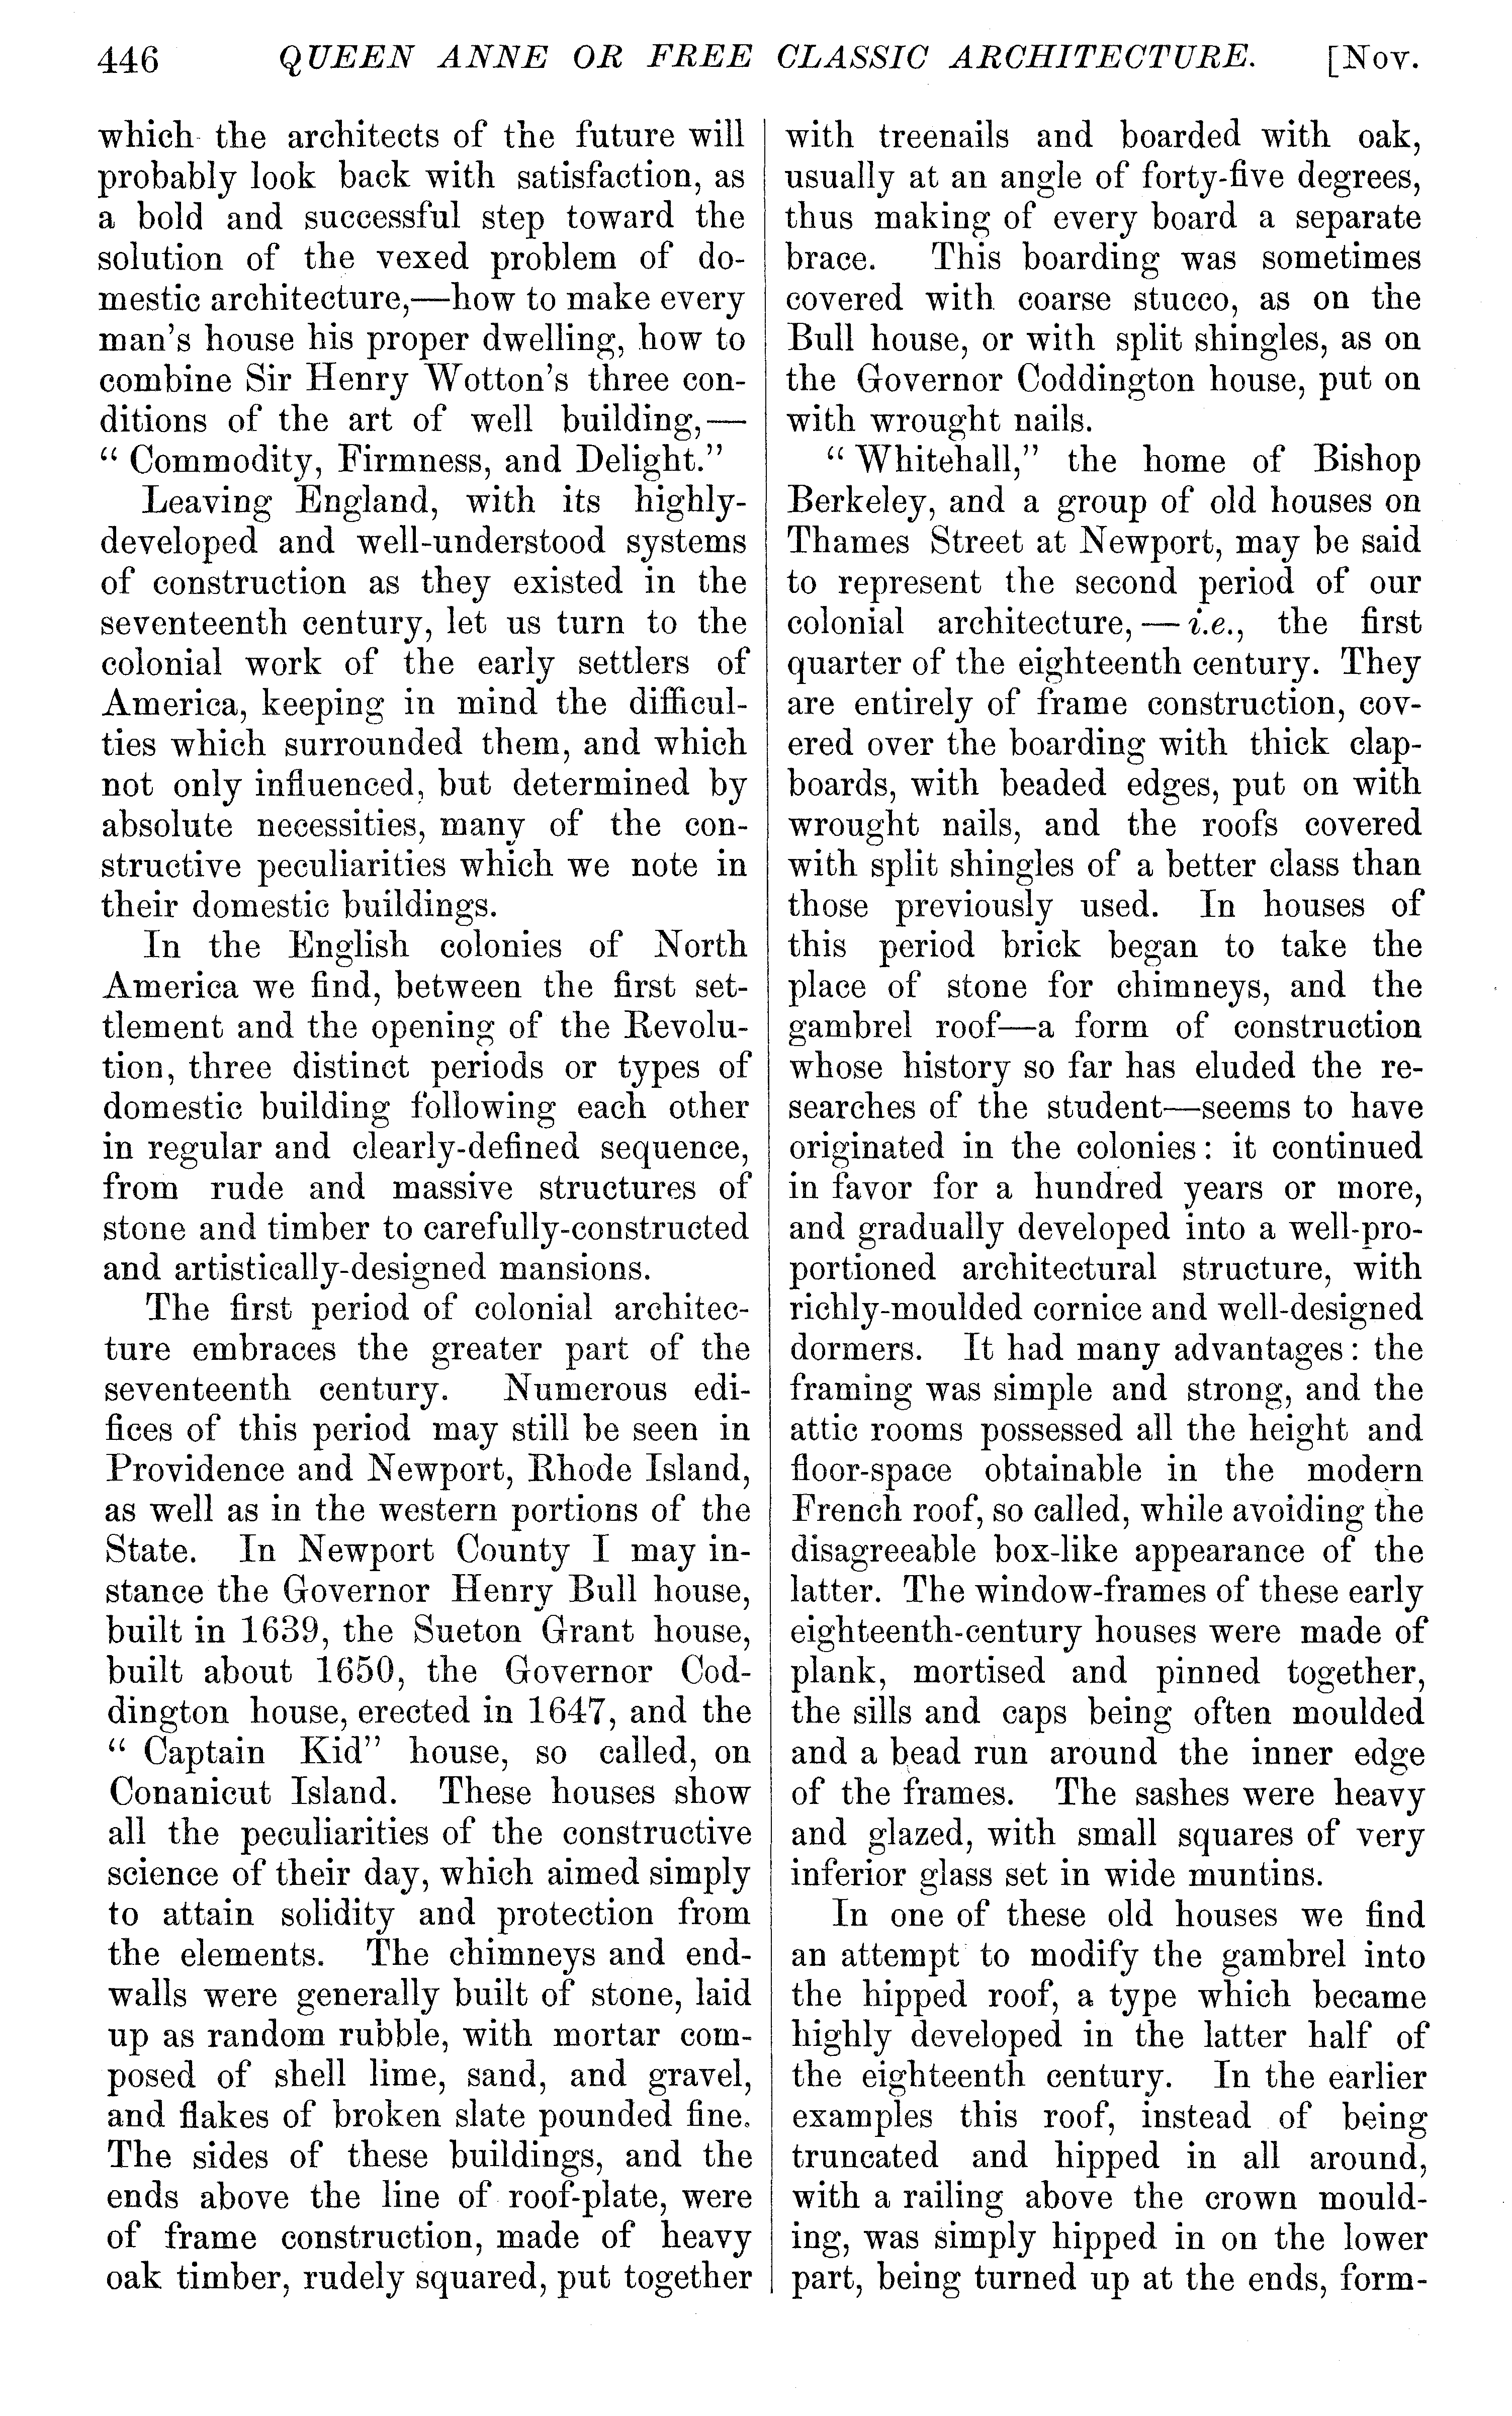 446 QUEEN ANNE OR FREE CLASSIC ARCHITECTURE. [Nov.
which the architects of the future will
probably look back with satisfaction, as
a bold and successful step toward the
solution of the vexed problem of do-
mestic architecture,—how to make every
man's house his proper dwelling, how to
combine Sir Henry Wotton's three con-
ditions of the art of well building,—
"Commodity, Firmness, and Delight."
Leaving England, with its highly-
developed and well-understood systems
of construction as they existed in the
seventeenth century, let us turn to the
colonial work of the early settlers of
America, keeping in mind the difficul-
ties which surrounded them, and which
not only influenced, but determined by
absolute necessities, many of the con-
structive peculiarities which we note in
their domestic buildings.
In the English colonies of North
America we find, between the first set-
tlement and the opening of the Revolu-
tion, three distinct periods or types of
domestic building following each other
in regular and clearly-defined sequence,
from rude and massive structures of
stone and timber to carefully-constructed
and artistically-designed mansions.
The first period of colonial architec-
ture embraces the greater part of the
seventeenth century. Numerous edi-
fices of this period may still be seen in
Providence and Newport, Rhode Island,
as well as in the western portions of the
State. In Newport County I may in-
stance the Governor Henry Bull house,
built in 1639, the Sueton Grant house,
built about 1650, the Governor Cod-
dington house, erected in 1647, and the
"Captain Kid" house, so called, on
Conanicut Island. These houses show
all the peculiarities of the constructive
science of their day, which aimed simply
to attain solidity and protection from
the elements. The chimneys and end-
walls were generally built of stone, laid
up as random rubble, with mortar com-
posed of shell lime, sand, and gravel,
and flakes of broken slate pounded fine.
The sides of these buildings, and the
ends above the line of roof-plate, were
of frame construction, made of heavy
oak timber, rudely squared, put together
with treenails and boarded with oak,
usually at an angle of forty-five degrees,
thus making of every board a separate
brace. This boarding was sometimes
covered with coarse stucco, as on the
Bull house, or with split shingles, as on
the Governor Coddington house, put on
with wrought nails.
"Whitehall," the home of Bishop
Berkeley, and a group of old houses on
Thames Street at Newport, may be said
to represent the second period of our
colonial architecture,—i.e., the first
quarter of the eighteenth century. They
are entirely of frame construction, cov-
ered over the boarding with thick clap-
boards, with beaded edges, put on with
wrought nails, and the roofs covered
with split shingles of a better class than
those previously used. In houses of
this period brick began to take the
place of stone for chimneys, and the
gambrel roof—a form of construction
whose history so far has eluded the re-
searches of the student—seems to have
originated in the colonies: it continued
in favor for a hundred years or more,
and gradually developed into a well-pro-
portioned architectural structure, with
richly-moulded cornice and well-designed
dormers. It had many advantages: the
framing was simple and strong, and the
attic rooms possessed all the height and
floor-space obtainable in the modern
French roof, so called, while avoiding the
disagreeable box-like appearance of the
latter. The window-frames of these early
eighteenth-century houses were made of
plank, mortised and pinned together,
the sills and caps being often moulded
and a bead run around the inner edge
of the frames. The sashes were heavy
and glazed, with small squares of very
inferior glass set in wide muntins.
In one of these old houses we find
an attempt to modify the gambrel into
the hipped roof, a type which became
highly developed in the latter half of
the eighteenth century. In the earlier
examples this roof, instead of being
truncated and hipped in all around,
with a railing above the crown mould-
ing, was simply hipped in on the lower
part, being turned up at the ends, form-